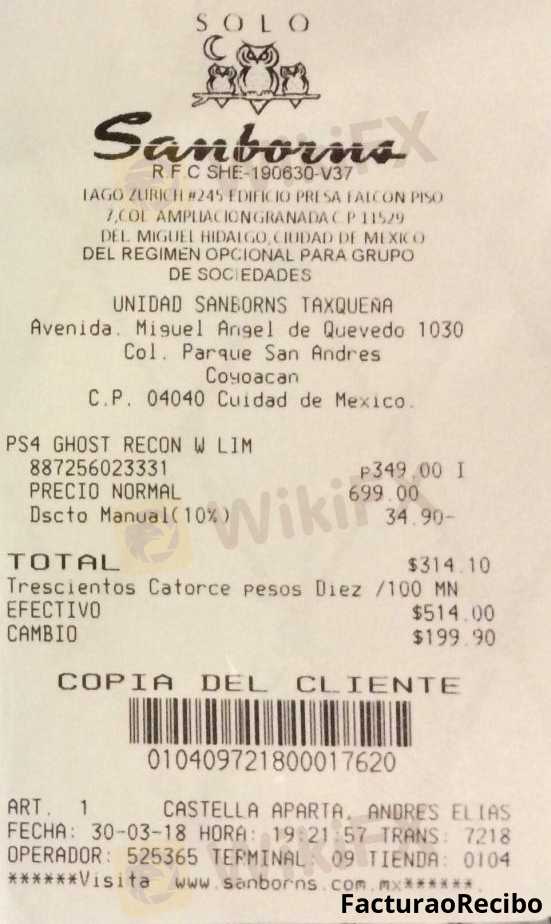 SOLO
Sanborns
R.F.C SHE-190630-V37
LAGO ZURICH #245 EDIFICIO PRESA FALCON PISO
7,COL AMPLIACION GRANADA C.P 11529
DEL. MIGUEL HIDALGO, CIUDAD DE MEXICO
DEL REGIMEN OPCIONAL PARA GRUPO
DE SOCIEDADES
UNIDAD SANBORNS TAXQUEÑA
Avenida. Miguel Angel de Quevedo 1030
Col. Parque San Andres
Coyoacan
C.P. 04040 Cuidad de Mexico.
PS4 GHOST RECON W LIM
887256023331 P349.00 I
PRECIO NORMAL 699.00
Dscto Manual(10%) 34.90-
TOTAL $314.10
Trescientos Catorce pesos Diez /100 MN
EFECTIVO $514.00
CAMBIO $199.90
COPIA DEL CLIENTE
010409721800017620
ART. 1 CASTELLA APARTA, ANDRES ELIAS
FECHA: 30-03-18 HORA: 19:21:57 TRANS: 7218
OPERADOR: 525365 TERMINAL: 09 TIENDA: 0104
******Visita www.sanborns.com.mx******.
FacturaoRecibo
WikiFX
WikiFX
WikiFX